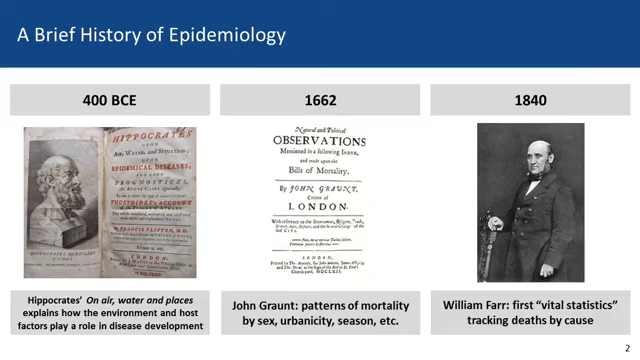 A Brief History of Epidemiology
400 BCE
1662
1840
HIPPOCRATES
UPON
AIR, WATER, and SITUATION:
UPON
EPIDEMICAL DISEASES,
AND UPON
PROGNOSTICS,
By FRANCIS CLIFTON, M.D.
LONDON:
Natural and Political
OBSERVATIONS
Mentioned in a following INDEX,
and made upon the
Bills of Mortality.
By JOHN GRAUNT,
Citizen of
LONDON.
LONDON,
Hippocrates' On air, water and places
explains how the environment and host
factors play a role in disease development
John Graunt: patterns of mortality
by sex, urbanicity, season, etc.
William Farr: first “vital statistics”
tracking deaths by cause
2